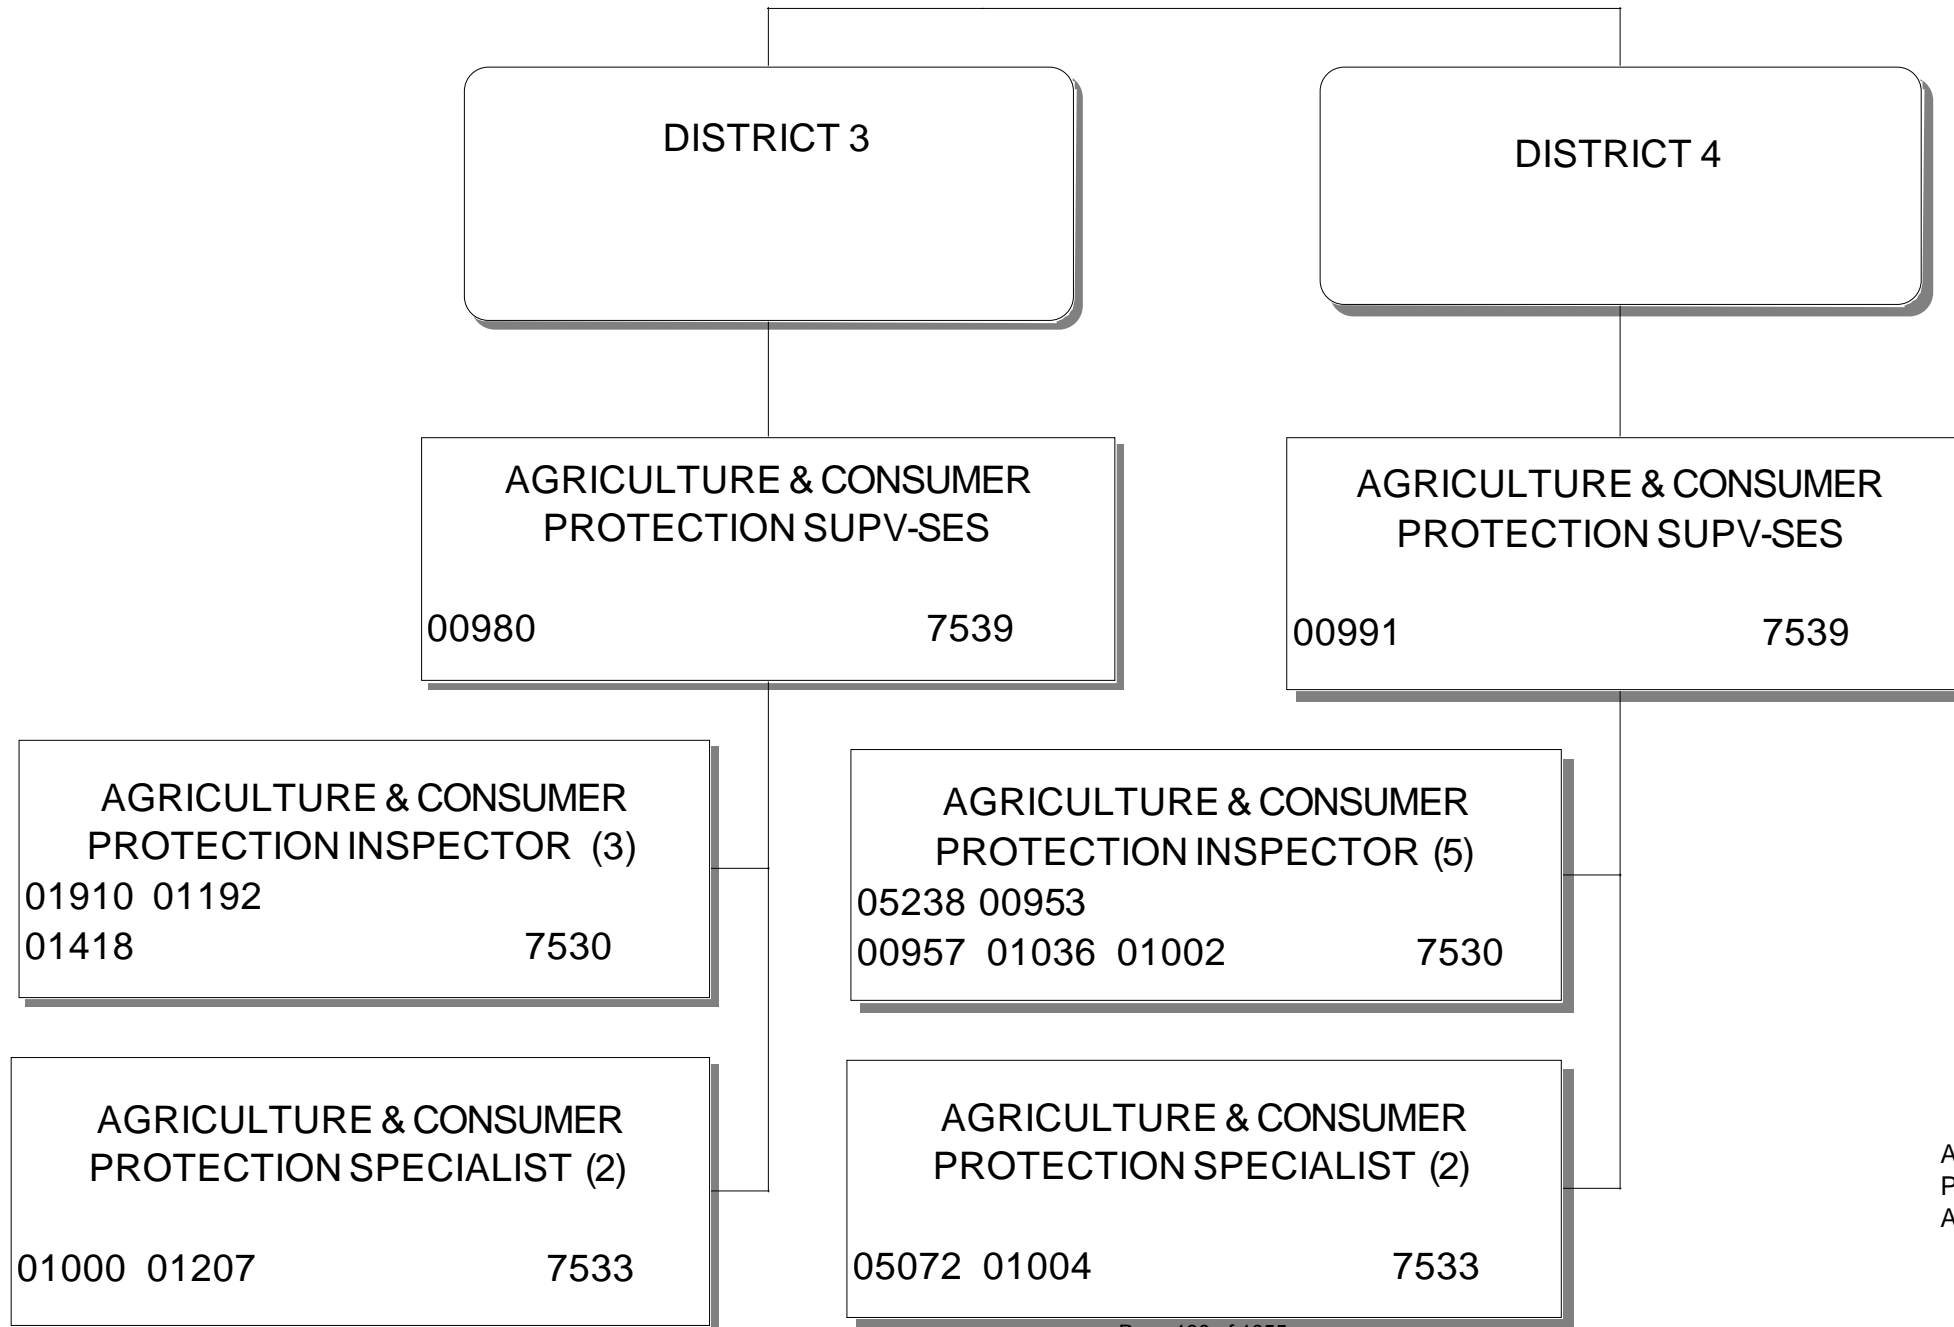 DISTRICT 3
DISTRICT 4
AGRICULTURE & CONSUMER
PROTECTION SUPV-SES
00980 7539
AGRICULTURE & CONSUMER
PROTECTION SUPV-SES
00991 7539
AGRICULTURE & CONSUMER
PROTECTION INSPECTOR (3)
01910 01192
01418 7530
AGRICULTURE & CONSUMER
PROTECTION INSPECTOR (5)
05238 00953
00957 01036 01002 7530
AGRICULTURE & CONSUMER
PROTECTION SPECIALIST (2)
01000 01207 7533
AGRICULTURE & CONSUMER
PROTECTION SPECIALIST (2)
05072 01004 7533
A
P
A